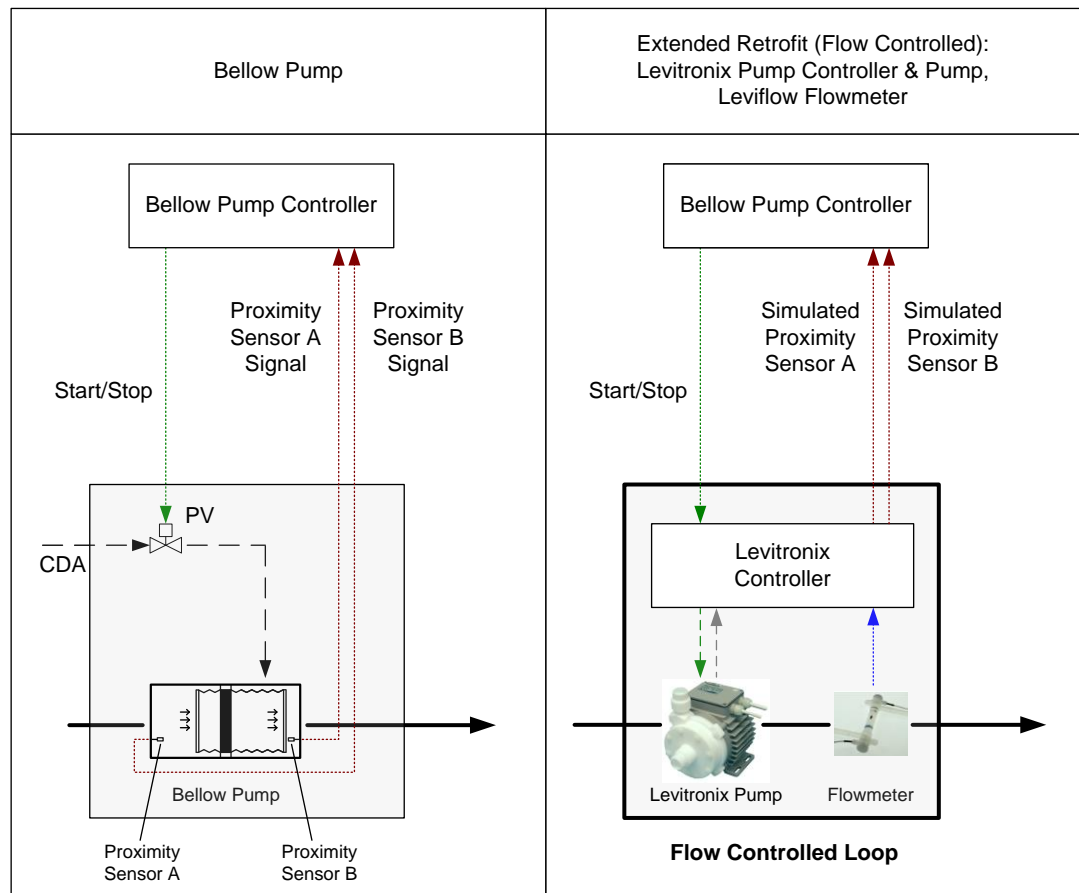 Bellow Pump
Extended Retrofit (Flow Controlled):
Levitronix Pump Controller & Pump,
Leviflow Flowmeter
Bellow Pump Controller
Proximity
Sensor A
Signal
Proximity
Sensor B
Signal
Start/Stop
PV
CDA
Bellow Pump
Proximity
Sensor A
Proximity
Sensor B
Bellow Pump Controller
Simulated
Proximity
Sensor A
Simulated
Proximity
Sensor B
Start/Stop
Levitronix
Controller
Levitronix Pump
Flowmeter
Flow Controlled Loop